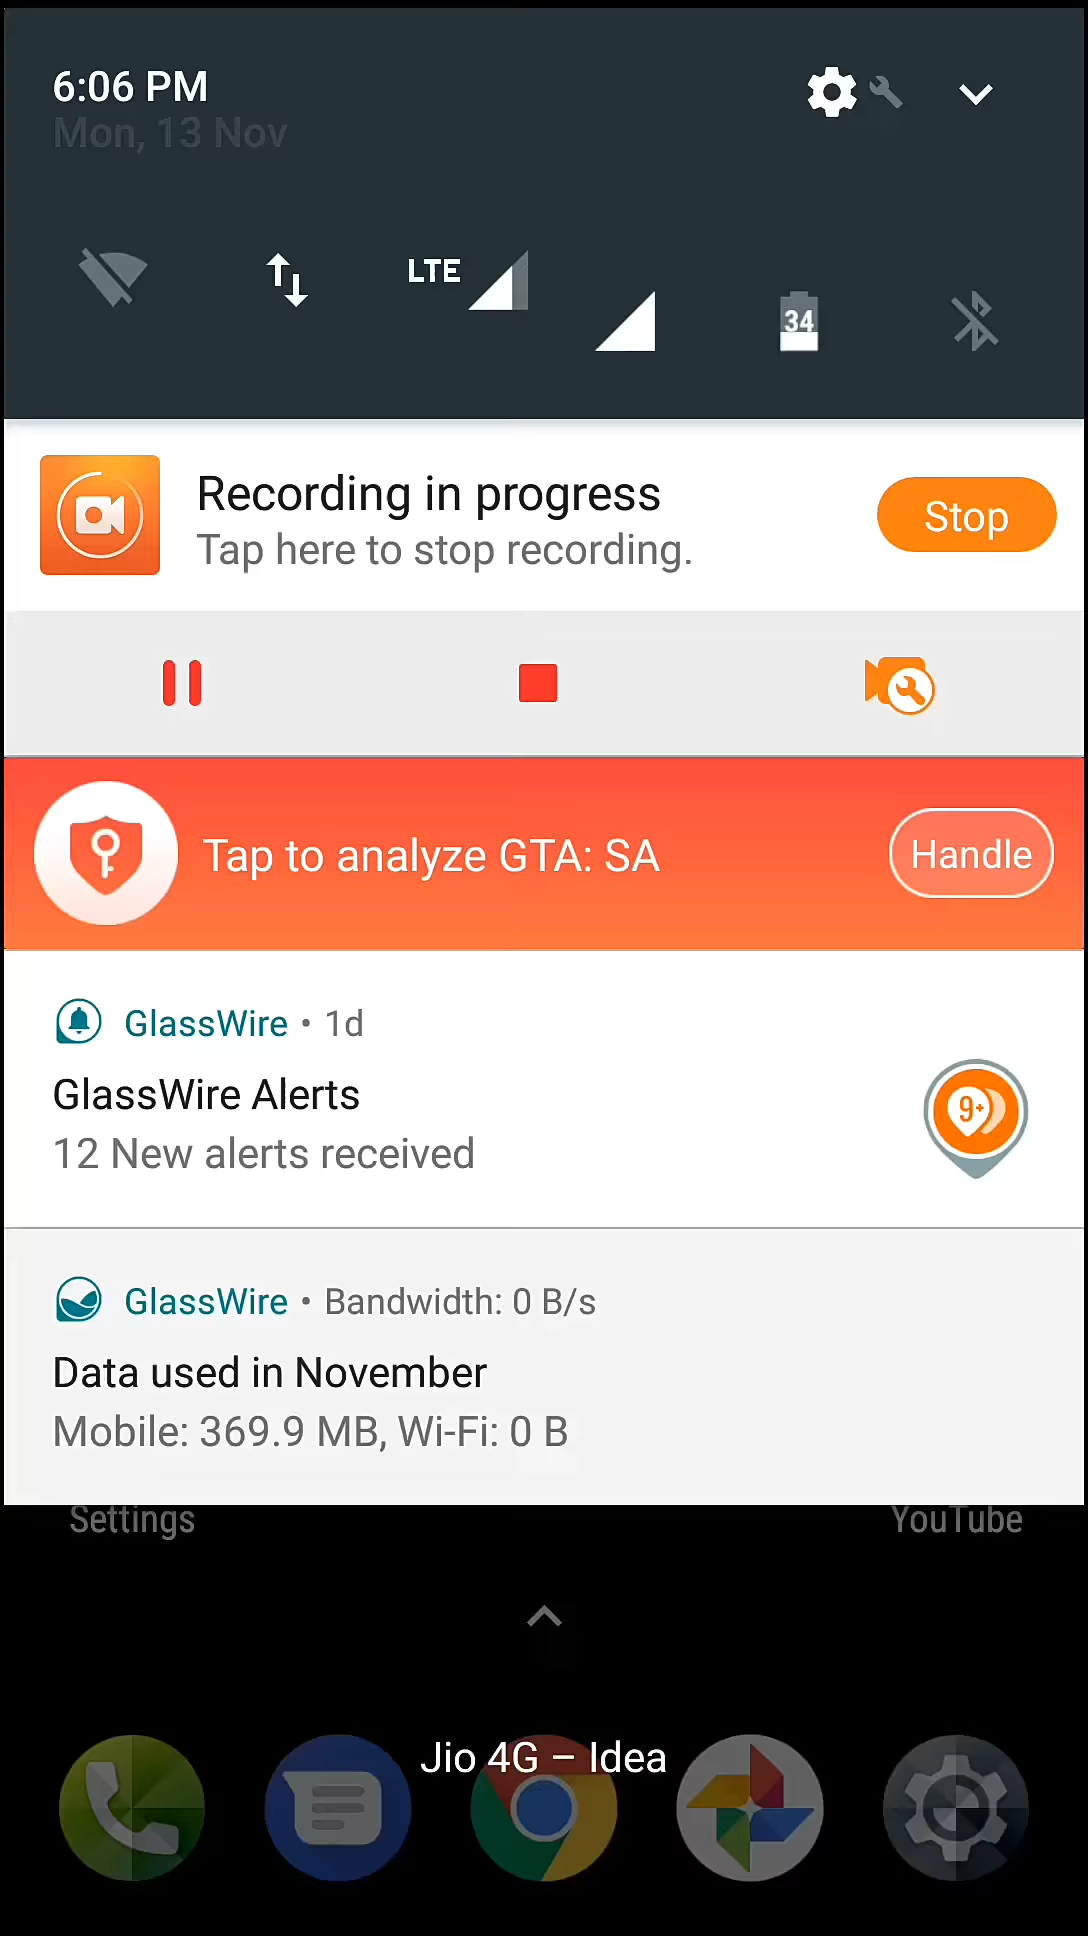 6:06 PM
Mon, 13 Nov
LTE
34
Recording in progress
Tap here to stop recording.
Stop
Tap to analyze GTA: SA
Handle
GlassWire • 1d
GlassWire Alerts
12 New alerts received
9+
GlassWire • Bandwidth: 0 B/s
Data used in November
Mobile: 369.9 MB, Wi-Fi: 0 B
Settings
YouTube
Jio 4G – Idea